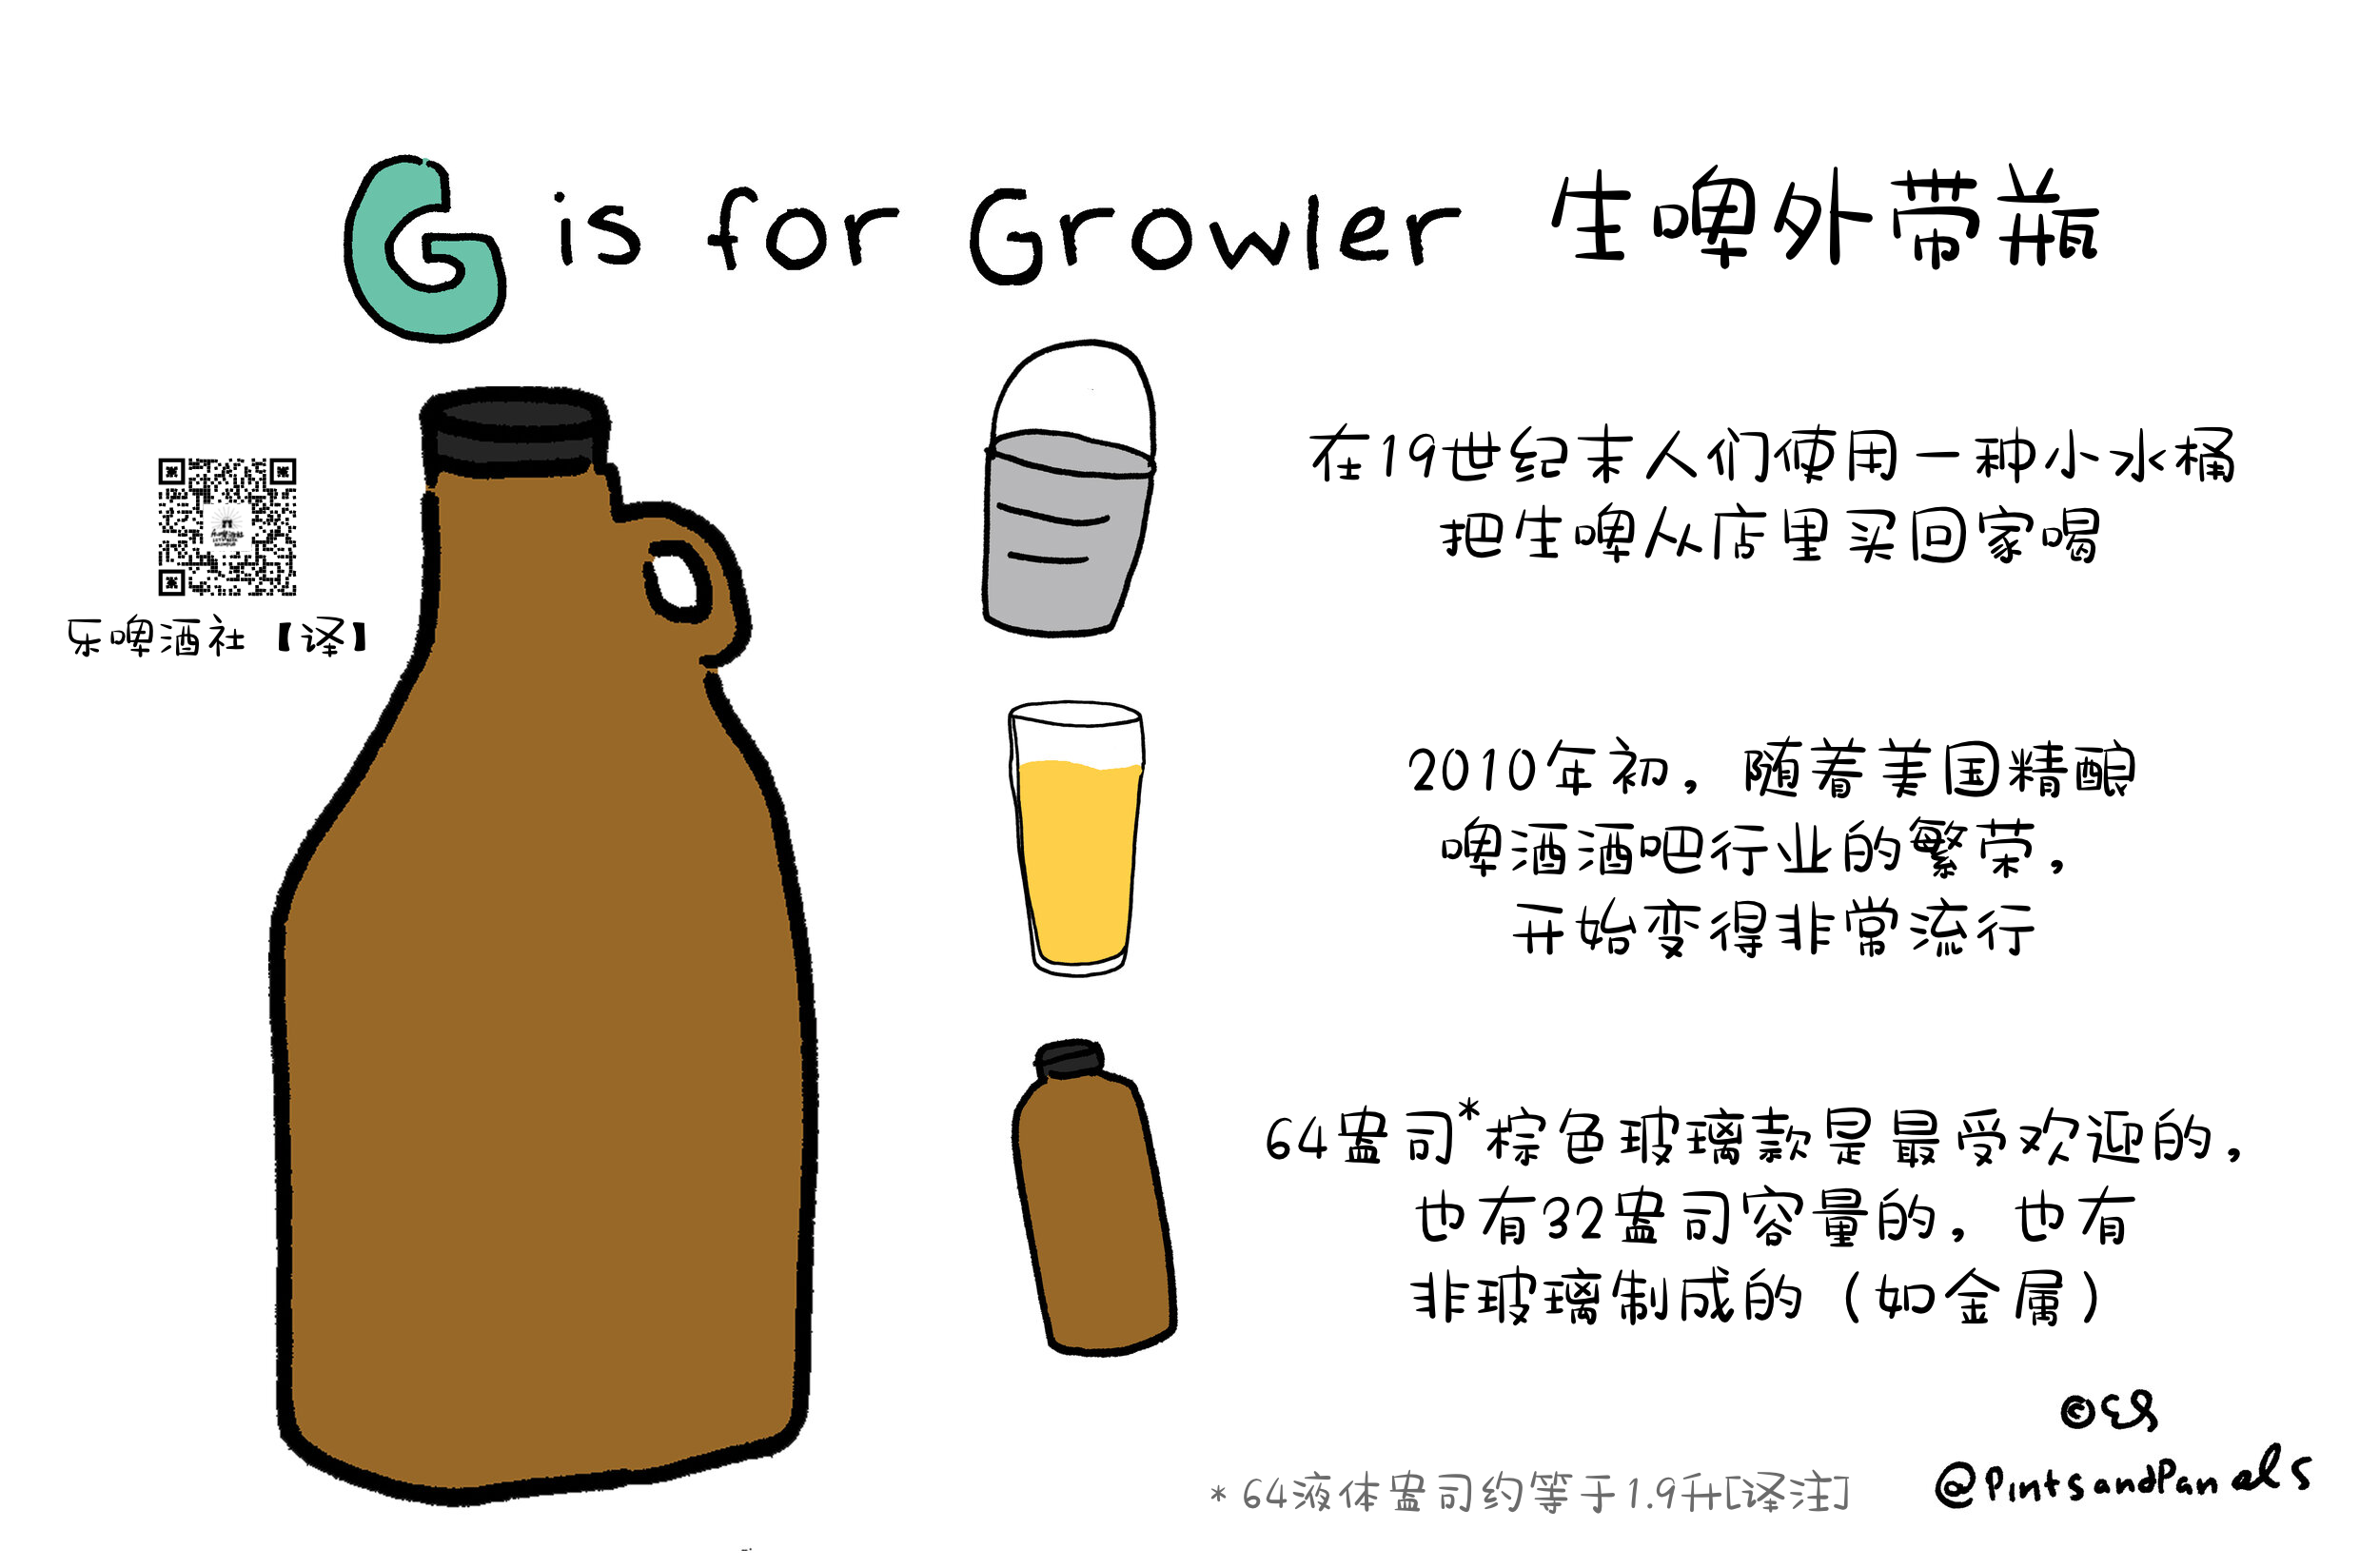 G is for Growler 生啤外带瓶
在19世纪末人们使用一种小水桶
把生啤从店里买回家喝
乐啤酒社【译】
2010年初，随着美国精酿
啤酒酒吧行业的繁荣，
开始变得非常流行
64盎司*棕色玻璃款是最受欢迎的，
也有32盎司容量的，也有
非玻璃制成的（如金属）
©ES
@PintsandPanels
* 64液体盎司约等于1.9升[译注]